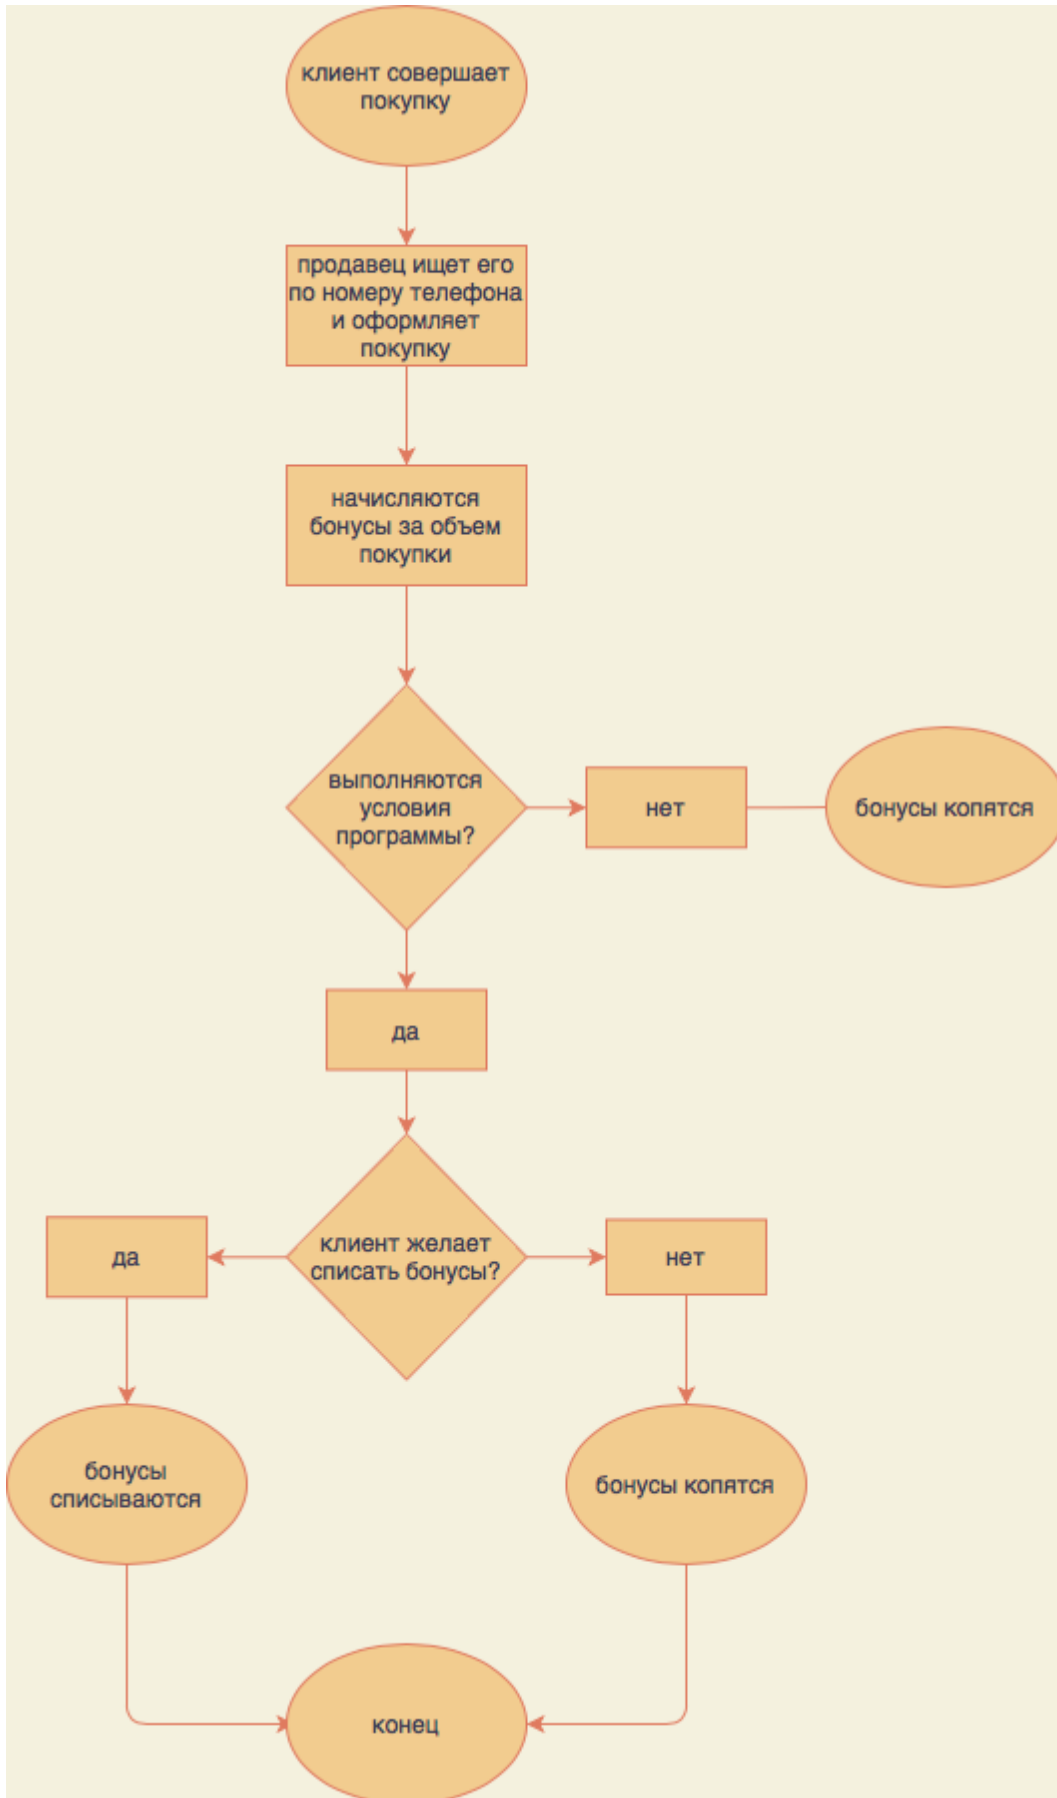 клиент совершает
покупку
продавец ищет его
по номеру телефона
и оформляет
покупку
начисляются
бонусы за объем
покупки
выполняются
условия
программы?
нет
бонусы копятся
да
клиент желает
списать бонусы?
да
нет
бонусы
списываются
бонусы копятся
конец